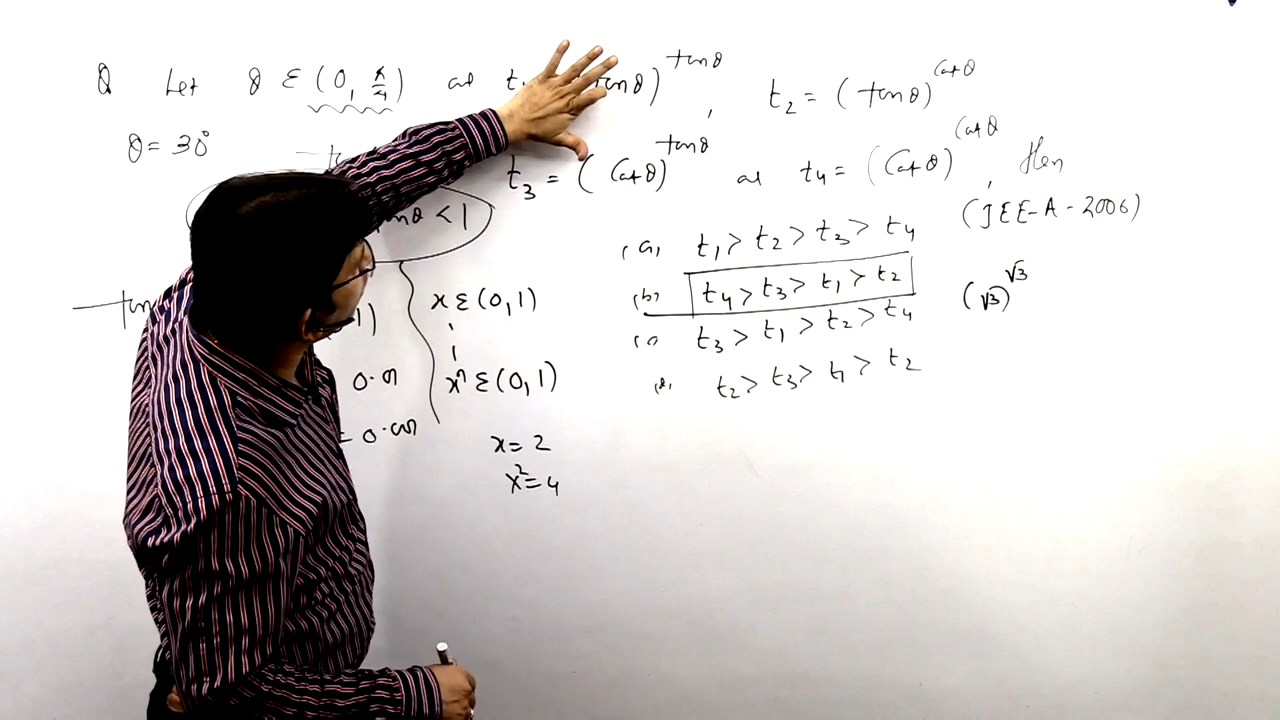 Q Let θ ε (0, π/4) and t₁ tanθ)^tanθ , t₂ = (tanθ)^cotθ
θ = 30°
t₃ = (cotθ)^tanθ and t₄ = (cotθ)^cotθ , then
tanθ < 1
(JEE-A-2006)
(a) t₁ > t₂ > t₃ > t₄
(b) t₄ > t₃ > t₁ > t₂
(√3)^√3
(c) t₃ > t₁ > t₂ > t₄
(d) t₂ > t₃ > t₁ > t₂
tan 1)
x ε (0, 1)
xⁿ ε (0, 1)
x = 2
x² = 4